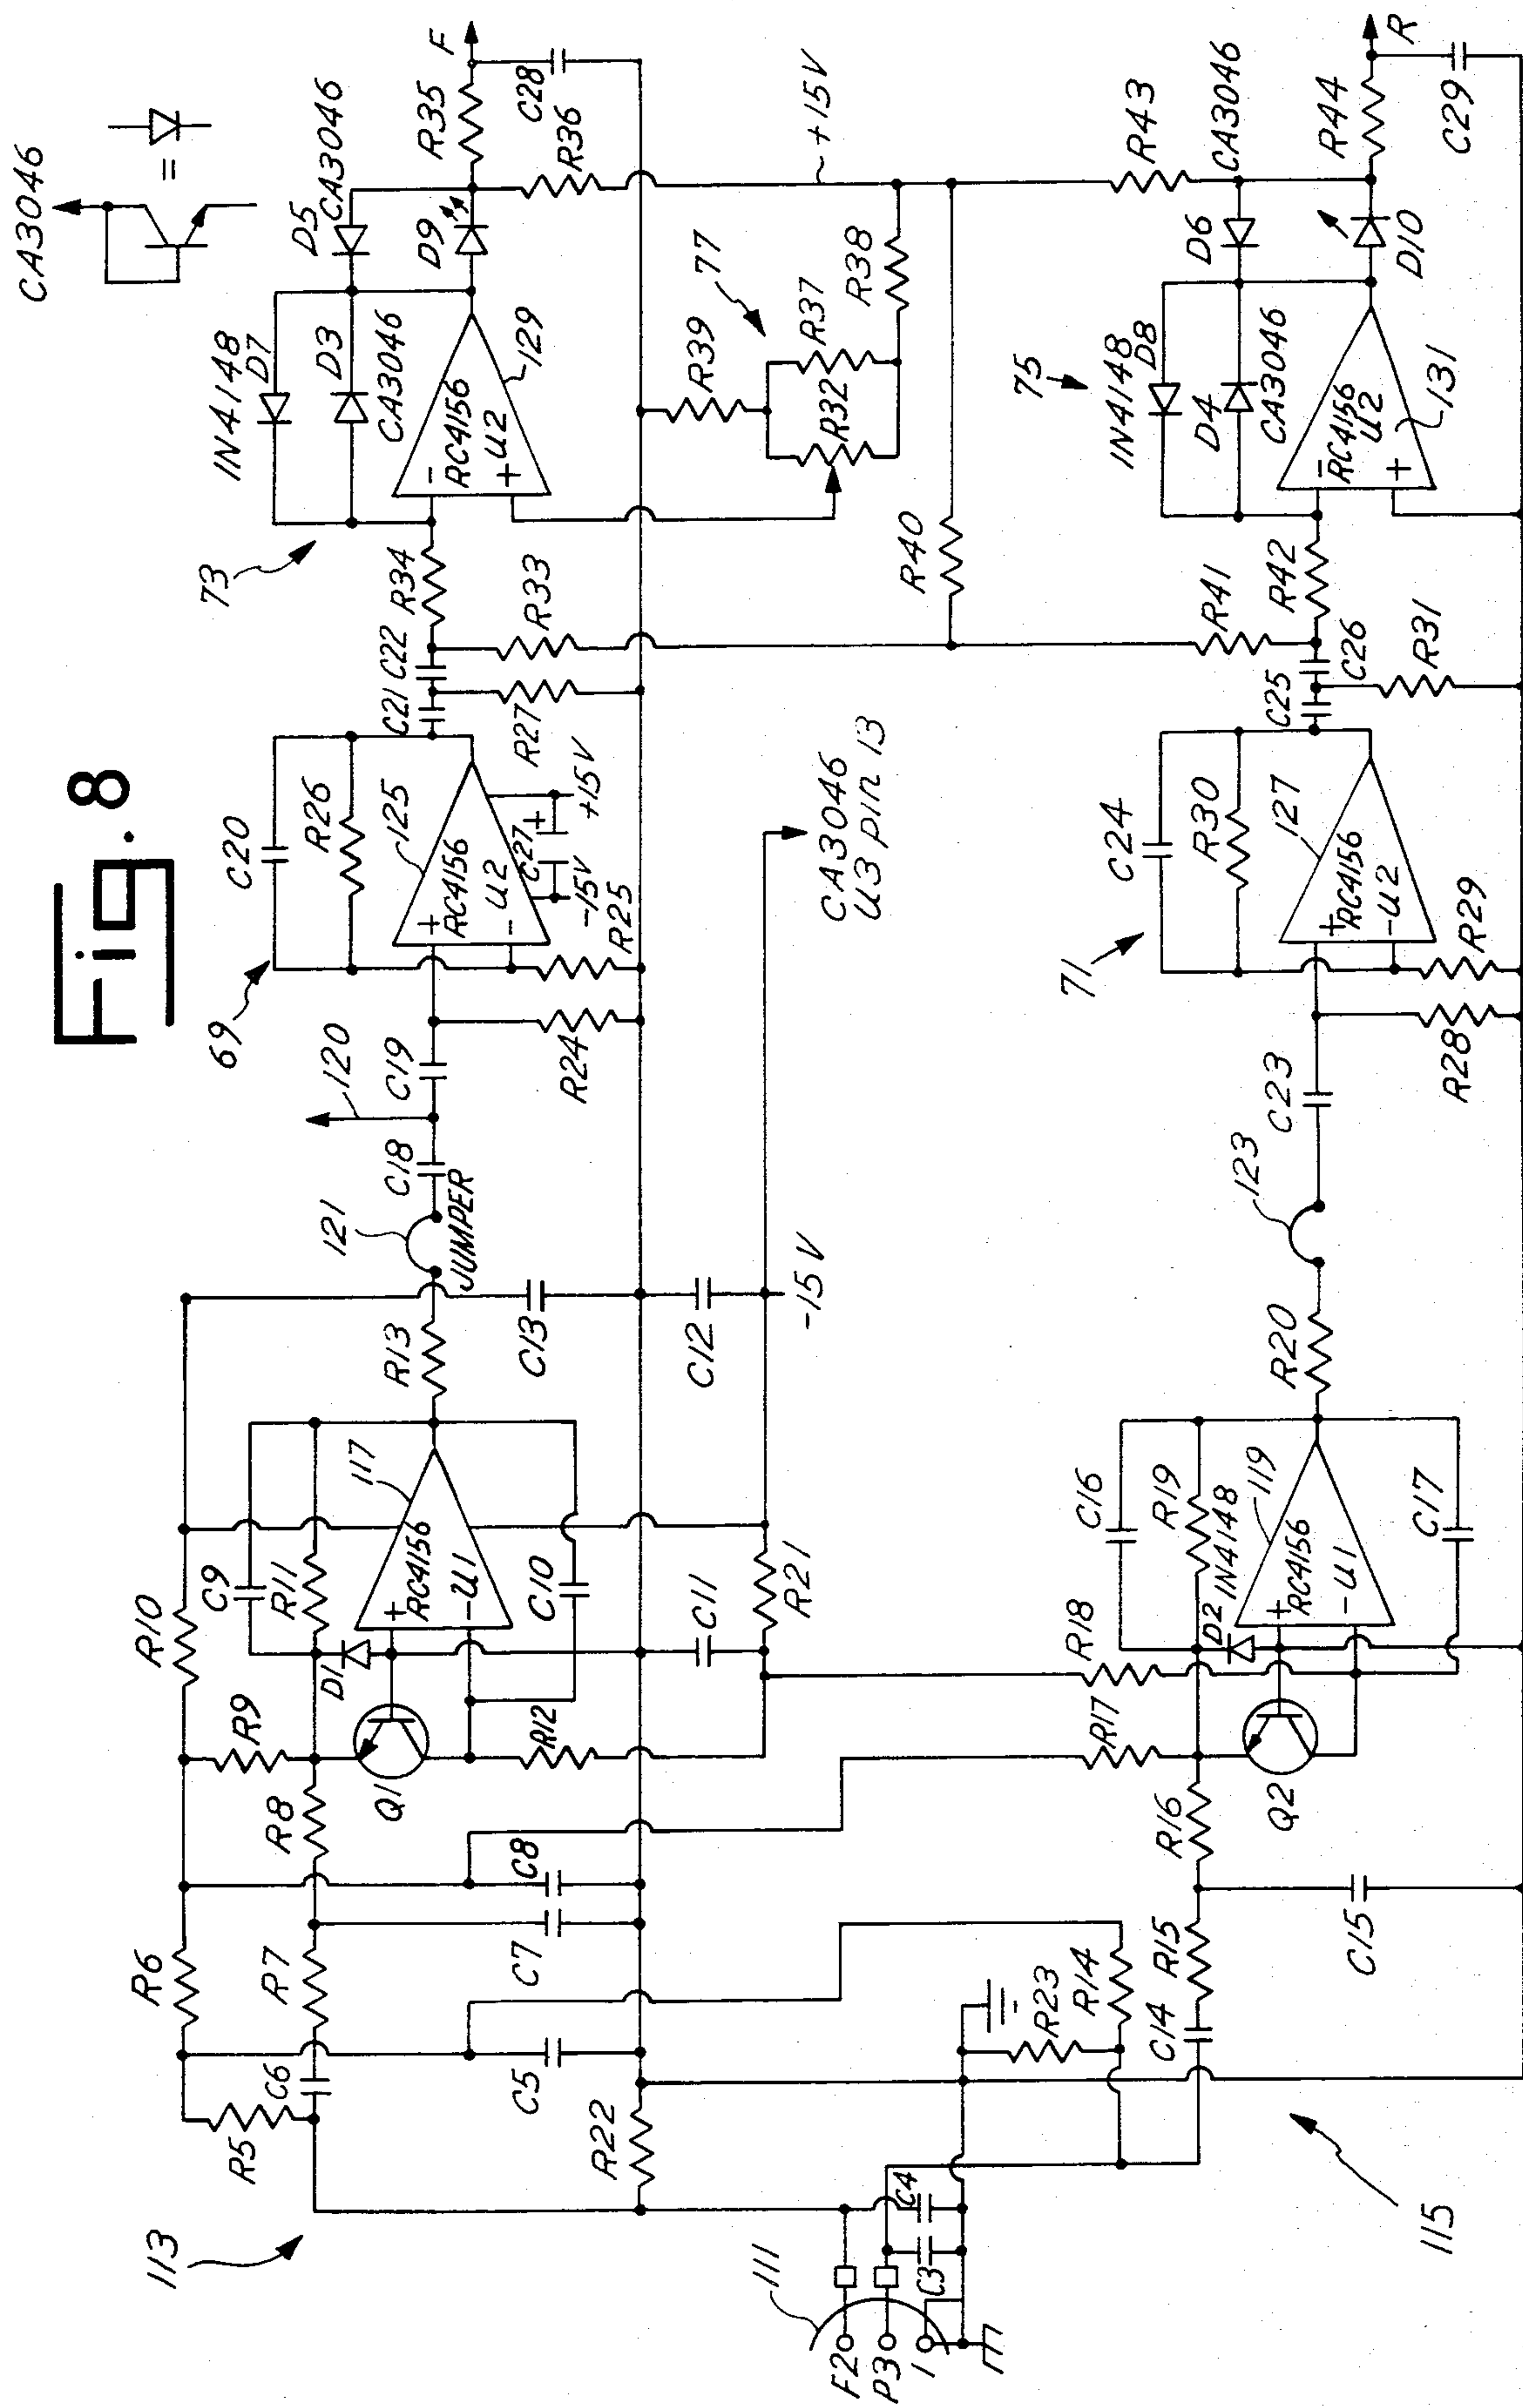 Fig. 8
CA3046
=
IN4148
D7
D5
CA3046
D3
CA3046
D9
R35
F
C28
R36
73
R34
-
RC4156
U2
+
129
C20
R26
69
125
+
RC4156
U2
-
C27
+
-15V
+15V
R25
R24
C21
C22
R27
R33
120
C18
C19
121
JUMPER
R13
C13
C12
-15V
CA3046
U3 PIN 13
R39
77
R37
R32
R38
R40
+15V
R10
R9
C9
R11
117
D1
+
RC4156
-
U1
C10
Q1
R12
C11
R21
R6
R7
R8
C8
C7
R5
C6
C5
R22
113
111
F2
P3
1
C3
C4
R23
R14
C14
R15
C15
R16
R17
R18
Q2
C16
R19
D2
IN4148
119
+
RC4156
-
U1
C17
R20
123
C23
R28
R29
71
C24
R30
127
+
RC4156
-
U2
C25
C26
R31
R41
R42
75
IN4148
D8
D4
CA3046
-
RC4156
U2
+
131
D6
CA3046
D10
R43
R44
R
C29
115